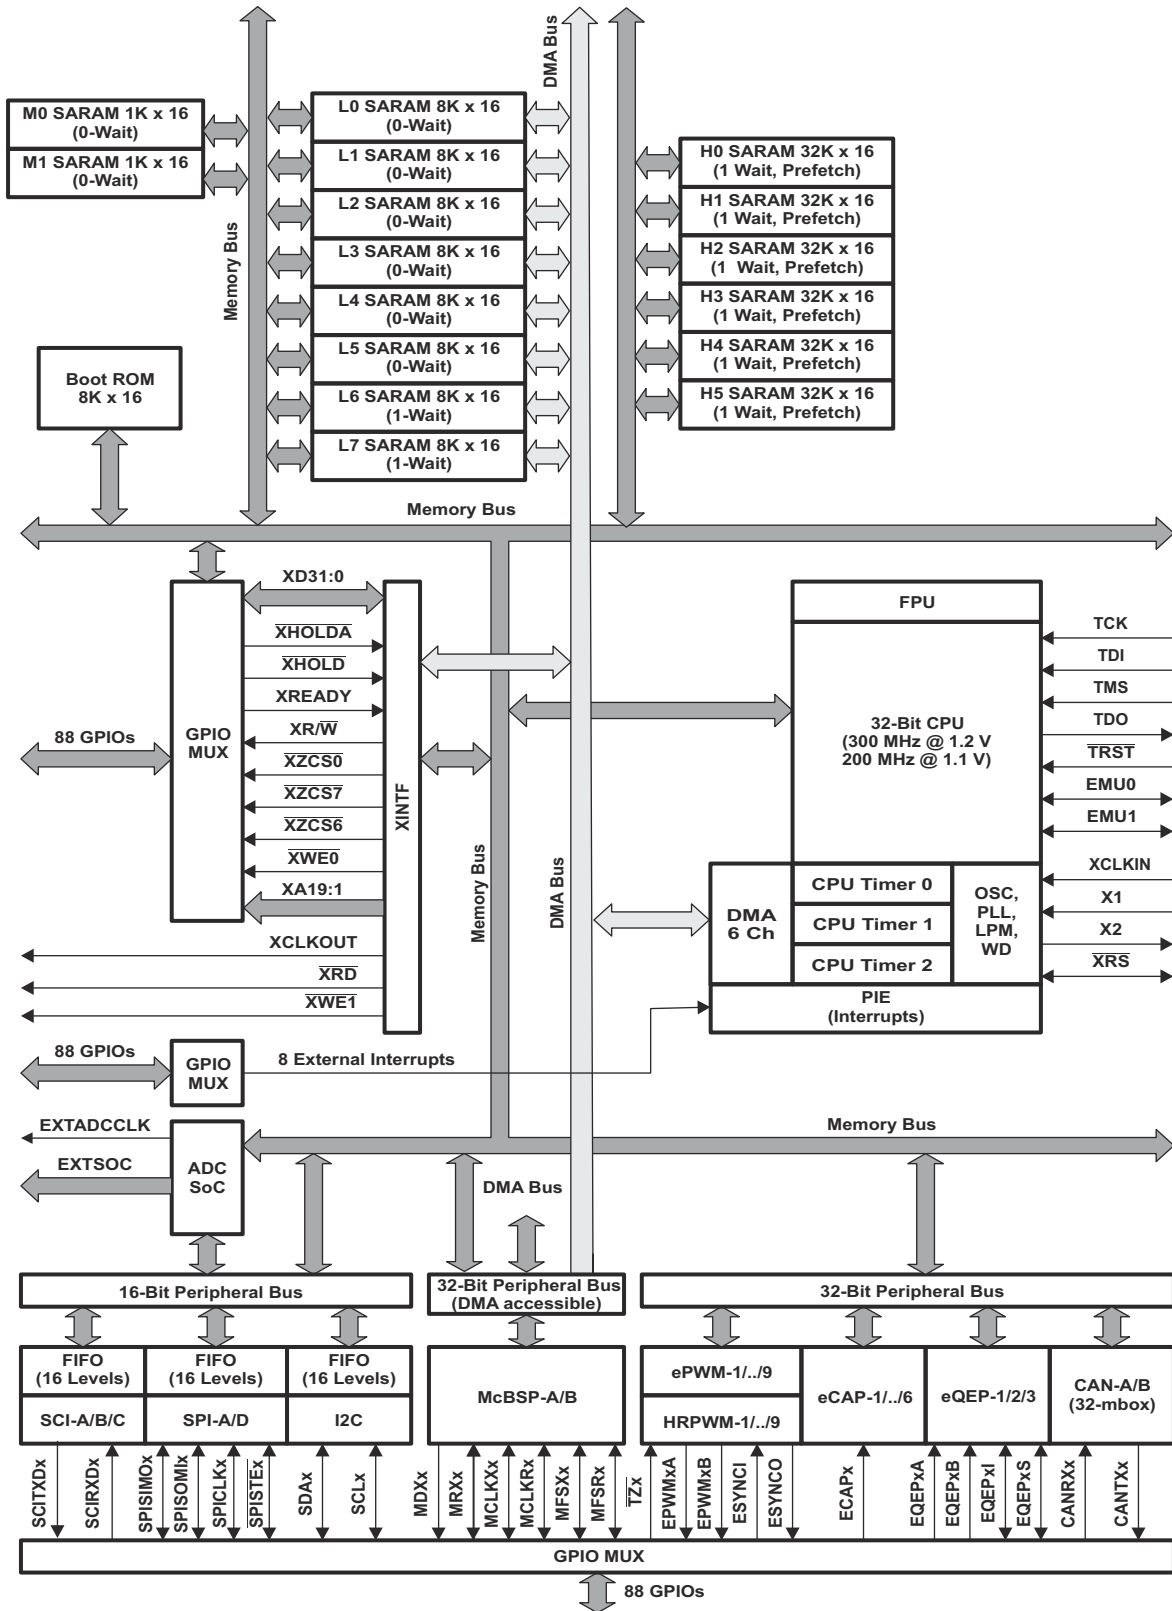 DMA Bus
M0 SARAM 1K x 16
(0-Wait)
M1 SARAM 1K x 16
(0-Wait)
Memory Bus
L0 SARAM 8K x 16
(0-Wait)
L1 SARAM 8K x 16
(0-Wait)
L2 SARAM 8K x 16
(0-Wait)
L3 SARAM 8K x 16
(0-Wait)
L4 SARAM 8K x 16
(0-Wait)
L5 SARAM 8K x 16
(0-Wait)
L6 SARAM 8K x 16
(1-Wait)
L7 SARAM 8K x 16
(1-Wait)
H0 SARAM 32K x 16
(1 Wait, Prefetch)
H1 SARAM 32K x 16
(1 Wait, Prefetch)
H2 SARAM 32K x 16
(1 Wait, Prefetch)
H3 SARAM 32K x 16
(1 Wait, Prefetch)
H4 SARAM 32K x 16
(1 Wait, Prefetch)
H5 SARAM 32K x 16
(1 Wait, Prefetch)
Boot ROM
8K x 16
Memory Bus
88 GPIOs
GPIO
MUX
XD31:0
XHOLDA
XHOLD
XREADY
XR/W
XZCS0
XZCS7
XZCS6
XWE0
XA19:1
XCLKOUT
XRD
XWE1
XINTF
Memory Bus
DMA Bus
FPU
32-Bit CPU
(300 MHz @ 1.2 V
200 MHz @ 1.1 V)
TCK
TDI
TMS
TDO
TRST
EMU0
EMU1
XCLKIN
X1
X2
XRS
DMA
6 Ch
CPU Timer 0
CPU Timer 1
CPU Timer 2
OSC,
PLL,
LPM,
WD
PIE
(Interrupts)
88 GPIOs
GPIO
MUX
8 External Interrupts
EXTADCCLK
EXTSOC
ADC
SoC
Memory Bus
DMA Bus
16-Bit Peripheral Bus
32-Bit Peripheral Bus
(DMA accessible)
32-Bit Peripheral Bus
FIFO
(16 Levels)
SCI-A/B/C
FIFO
(16 Levels)
SPI-A/D
FIFO
(16 Levels)
I2C
McBSP-A/B
ePWM-1/../9
HRPWM-1/../9
eCAP-1/../6
eQEP-1/2/3
CAN-A/B
(32-mbox)
SCITXDx
SCIRXDx
SPISIMOx
SPISOMIx
SPICLKx
SPISTEx
SDAx
SCLx
MDXx
MRXx
MCLKXx
MCLKRx
MFSXx
MFSRx
TZx
EPWMxA
EPWMxB
ESYNCI
ESYNCO
ECAPx
EQEPxA
EQEPxB
EQEPxI
EQEPxS
CANRXx
CANTXx
GPIO MUX
88 GPIOs